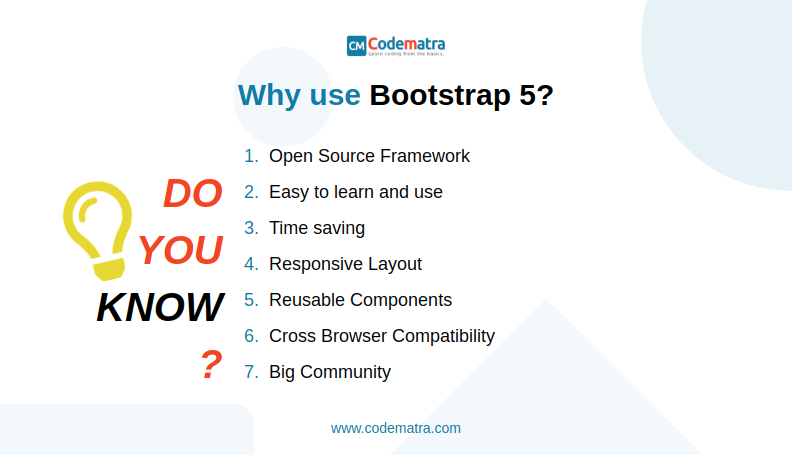 CM Codematra
Learn coding from the basics.
Why use Bootstrap 5?
DO
YOU
KNOW
?
1. Open Source Framework
2. Easy to learn and use
3. Time saving
4. Responsive Layout
5. Reusable Components
6. Cross Browser Compatibility
7. Big Community
www.codematra.com